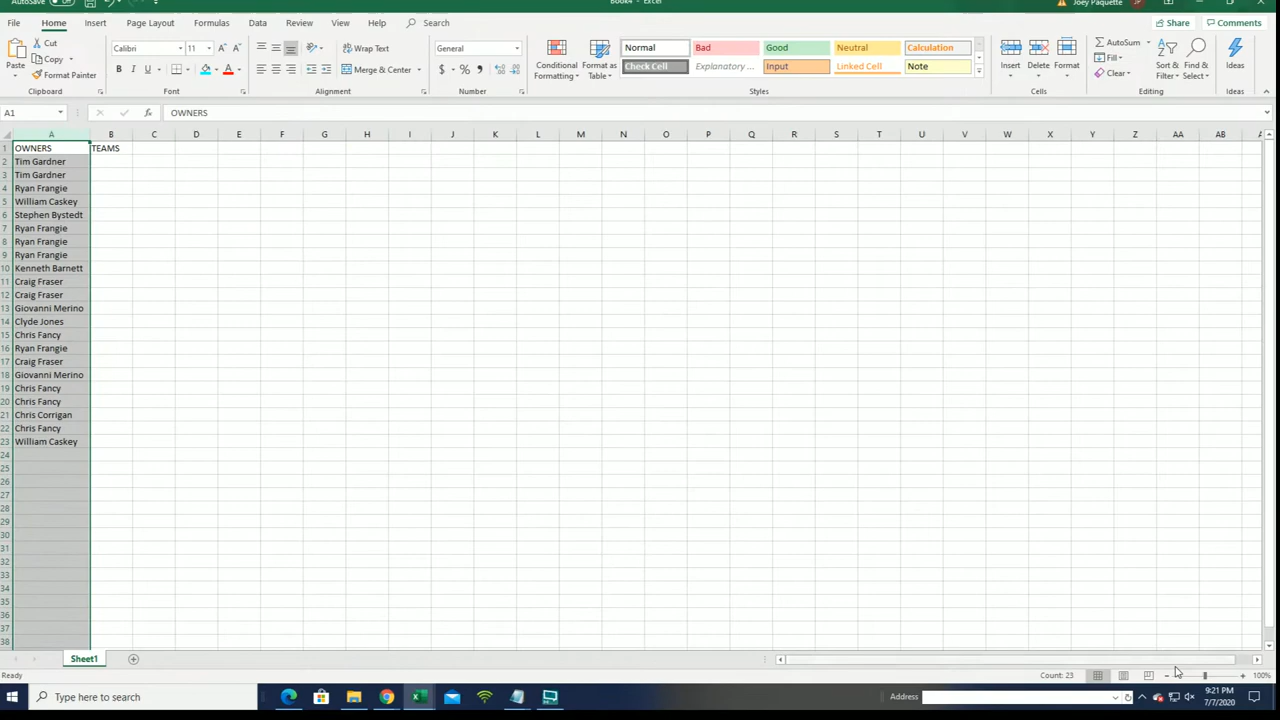 AutoSave Off Book4 - Excel Joey Paquette JP
File Home Insert Page Layout Formulas Data Review View Help Search Share Comments
Paste Cut Copy Format Painter Clipboard
Calibri 11 A A B I U A Font
Wrap Text Merge & Center Alignment
General $ % , Number
Conditional Formatting Format as Table Normal Bad Good Neutral Calculation
Check Cell Explanatory ... Input Linked Cell Note Styles
Insert Delete Format Cells
AutoSum Fill Clear Sort & Filter Find & Select Editing
Ideas Ideas
A1 fx OWNERS
A B C D E F G H I J K L M N O P Q R S T U V W X Y Z AA AB
1 OWNERS TEAMS
2 Tim Gardner
3 Tim Gardner
4 Ryan Frangie
5 William Caskey
6 Stephen Bystedt
7 Ryan Frangie
8 Ryan Frangie
9 Ryan Frangie
10 Kenneth Barnett
11 Craig Fraser
12 Craig Fraser
13 Giovanni Merino
14 Clyde Jones
15 Chris Fancy
16 Ryan Frangie
17 Craig Fraser
18 Giovanni Merino
19 Chris Fancy
20 Chris Fancy
21 Chris Corrigan
22 Chris Fancy
23 William Caskey
24
25
26
27
28
29
30
31
32
33
34
35
36
37
38
Sheet1
Ready Count: 23 100%
Type here to search Address 9:21 PM
7/7/2020